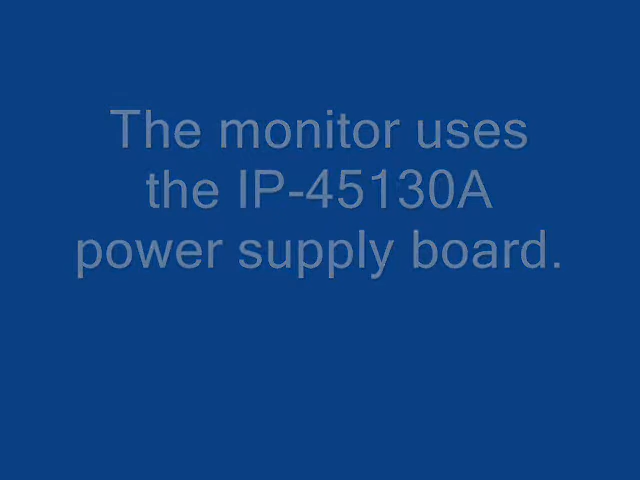 The monitor uses
the IP-45130A
power supply board.